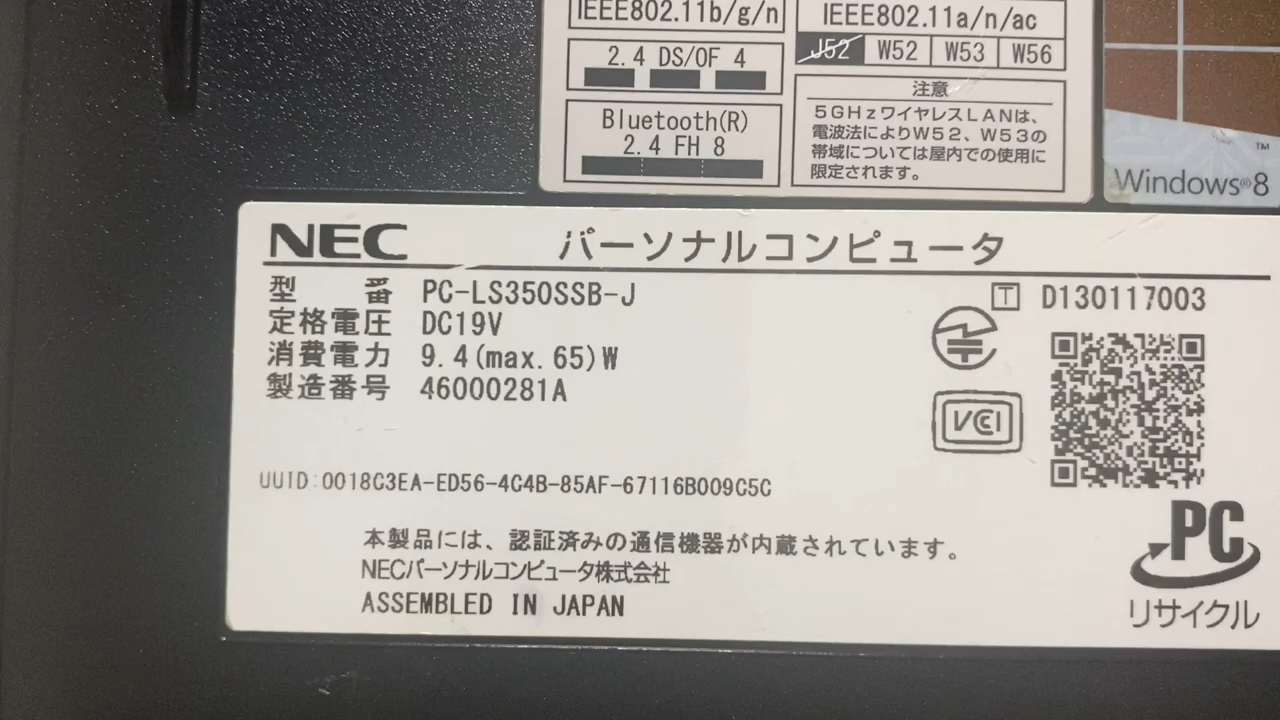 IEEE802.11b/g/n
2.4 DS/OF 4
Bluetooth(R)
2.4 FH 8
IEEE802.11a/n/ac
J52 W52 W53 W56
注意
5GHzワイヤレスLANは、
電波法によりW52、W53の
帯域については屋内での使用に
限定されます。
TM
Windows®8
NEC パーソナルコンピュータ
型番 PC-LS350SSB-J
定格電圧 DC19V
消費電力 9.4(max.65)W
製造番号 46000281A
T D130117003
VCI
UUID:0018C3EA-ED56-4C4B-85AF-67116B009C5C
本製品には、認証済みの通信機器が内蔵されています。
NECパーソナルコンピュータ株式会社
ASSEMBLED IN JAPAN
PC
リサイクル